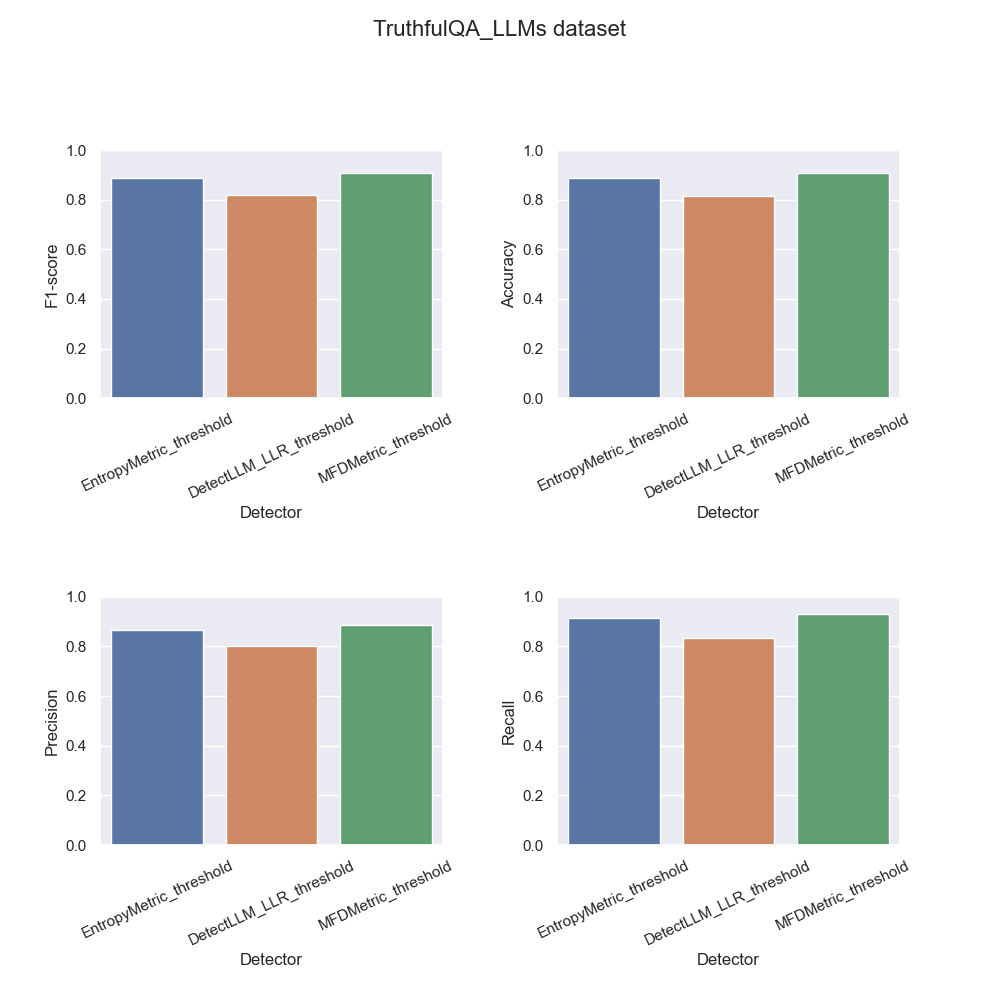 TruthfulQA_LLMs dataset
1.0
0.8
0.6
0.4
0.2
0.0
F1-score
EntropyMetric_threshold
DetectLLM_LLR_threshold
MFDMetric_threshold
Detector
1.0
0.8
0.6
0.4
0.2
0.0
Accuracy
EntropyMetric_threshold
DetectLLM_LLR_threshold
MFDMetric_threshold
Detector
1.0
0.8
0.6
0.4
0.2
0.0
Precision
EntropyMetric_threshold
DetectLLM_LLR_threshold
MFDMetric_threshold
Detector
1.0
0.8
0.6
0.4
0.2
0.0
Recall
EntropyMetric_threshold
DetectLLM_LLR_threshold
MFDMetric_threshold
Detector